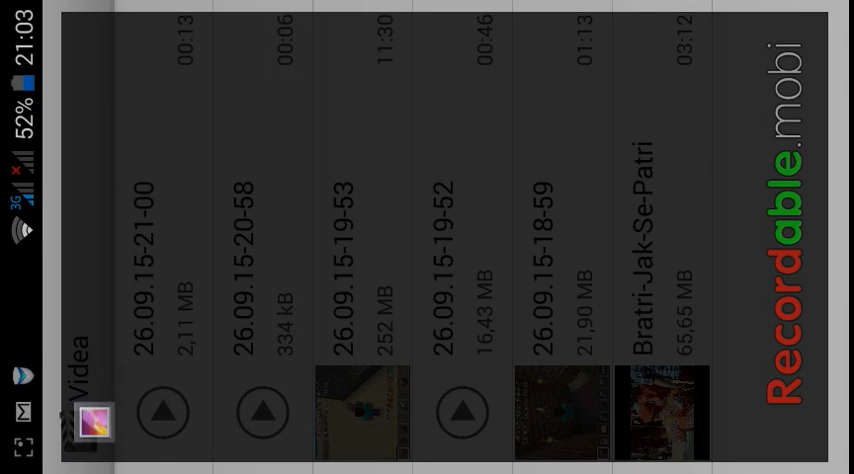 3G 52% 21:03
Videa
26.09.15-21-00
2,11 MB 00:13
26.09.15-20-58
334 kB 00:06
26.09.15-19-53
252 MB 11:30
26.09.15-19-52
16,43 MB 00:46
26.09.15-18-59
21,90 MB 01:13
Bratri-Jak-Se-Patri
65,65 MB 03:12
Recordable.mobi